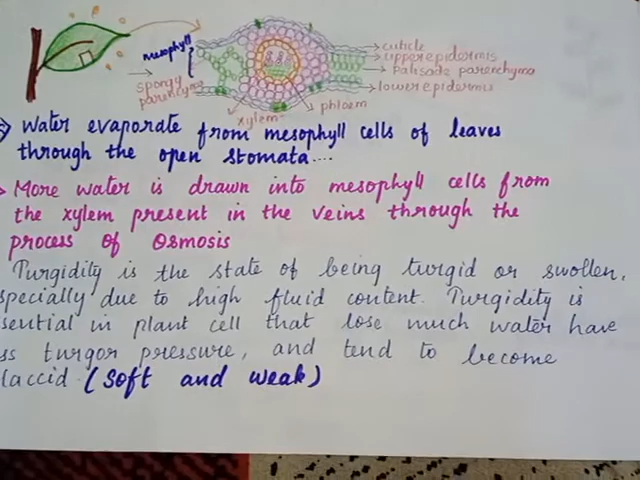 mesophyll
cuticle
upper epidermis
Palisade parenchyma
lower epidermis
spongy
parenchyma
xylem
phloem
Water evaporate from mesophyll cells of leaves
through the open stomata....
More water is drawn into mesophyll cells from
the xylem present in the veins through the
process of Osmosis
Turgidity is the state of being turgid or swollen,
specially due to high fluid content. Turgidity is
sential in plant cell that lose much water have
ss turgor pressure, and tend to become
laccid (Soft and weak)